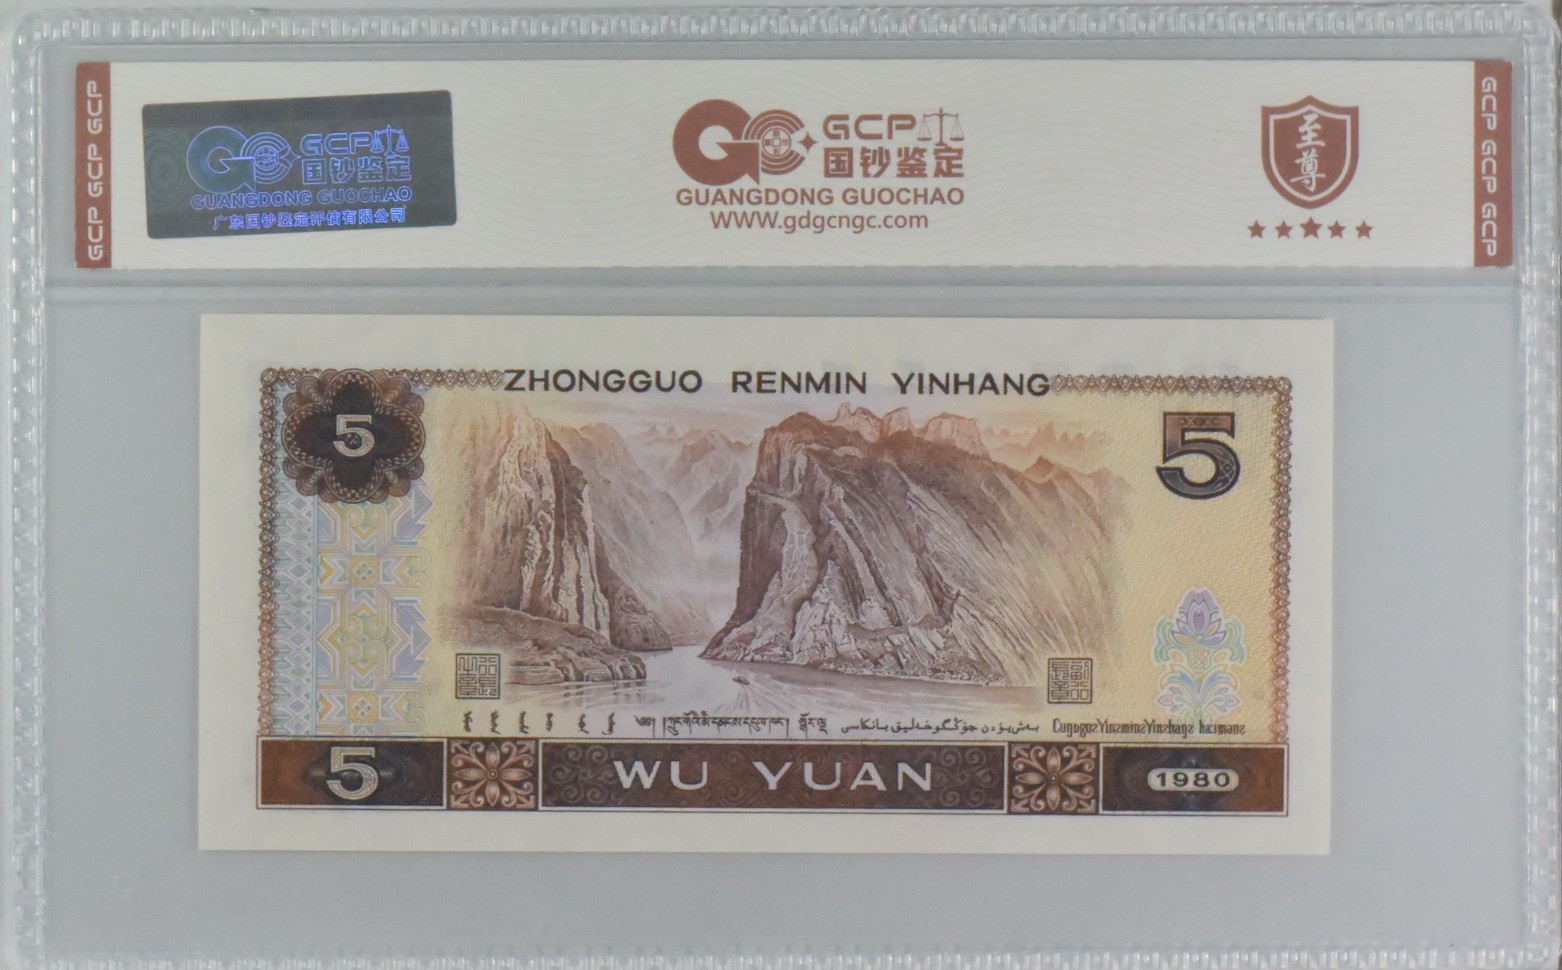 GCP GCP GCP
GCP
国钞鉴定
GUANGDONG GUOCHAO
广东国钞鉴定评估有限公司
GCP
国钞鉴定
GUANGDONG GUOCHAO
WWW.gdgcngc.com
至尊
GCP GCP GCP
ZHONGGUO RENMIN YINHANG
5
5
5
WU YUAN
1980